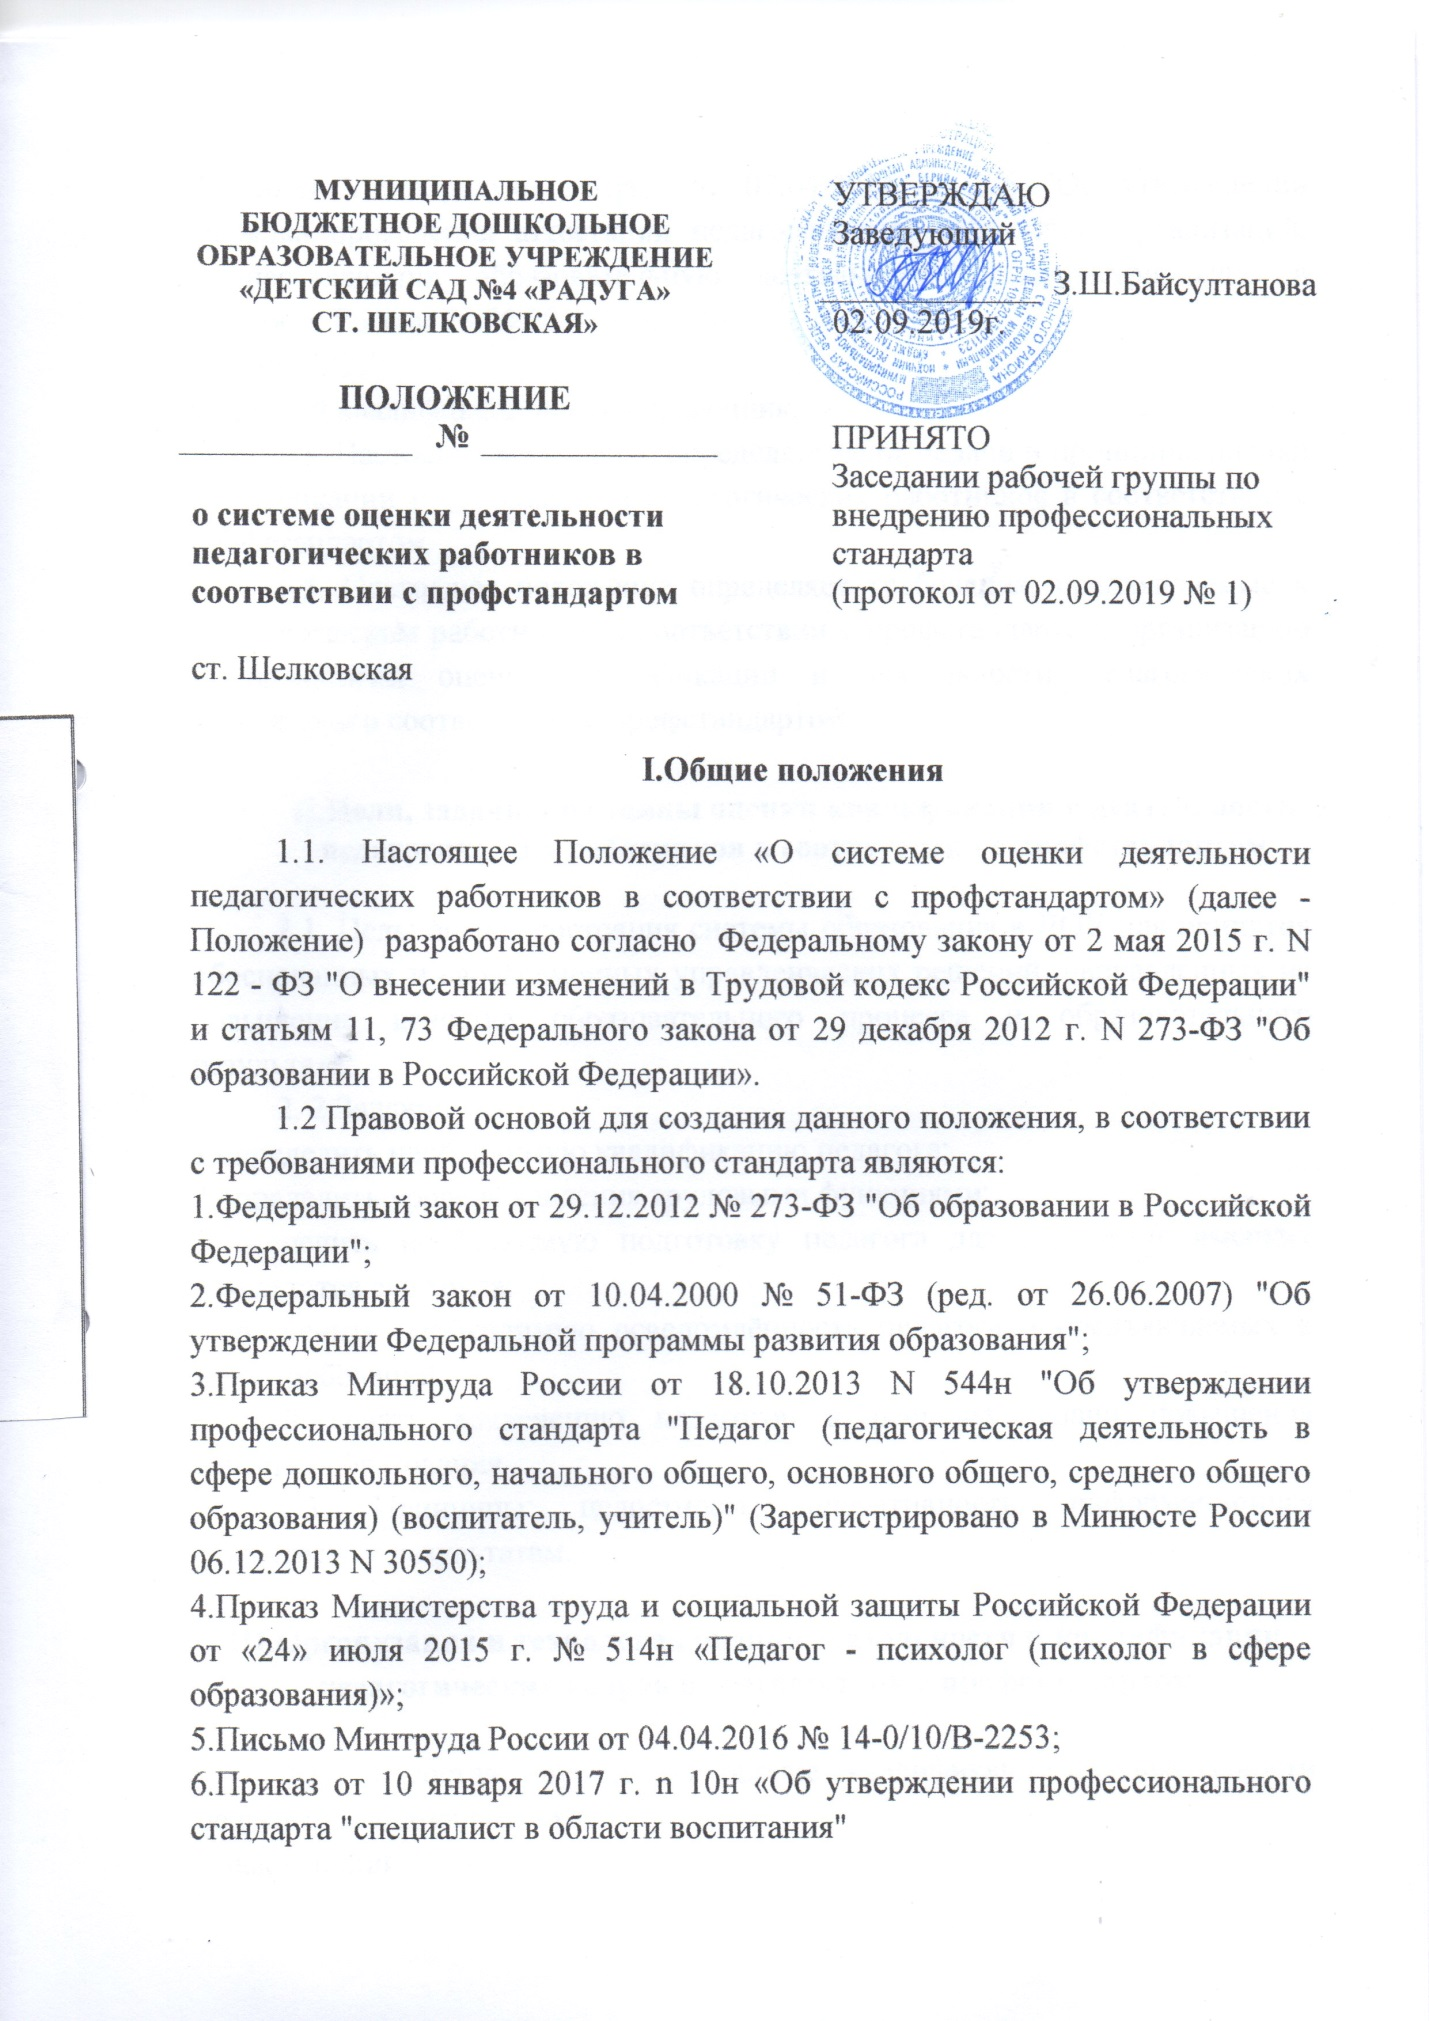 МУНИЦИПАЛЬНОЕ
БЮДЖЕТНОЕ ДОШКОЛЬНОЕ
ОБРАЗОВАТЕЛЬНОЕ УЧРЕЖДЕНИЕ
«ДЕТСКИЙ САД №4 «РАДУГА»
СТ. ШЕЛКОВСКАЯ»
ПОЛОЖЕНИЕ
______________ № ______________
о системе оценки деятельности
педагогических работников в
соответствии с профстандартом
ст. Шелковская
УТВЕРЖДАЮ
Заведующий
_____________ З.Ш.Байсултанова
02.09.2019г.
ПРИНЯТО
Заседании рабочей группы по
внедрению профессиональных
стандарта
(протокол от 02.09.2019 № 1)
I.Общие положения
1.1. Настоящее Положение «О системе оценки деятельности
педагогических работников в соответствии с профстандартом» (далее -
Положение) разработано согласно Федеральному закону от 2 мая 2015 г. N
122 - ФЗ "О внесении изменений в Трудовой кодекс Российской Федерации"
и статьям 11, 73 Федерального закона от 29 декабря 2012 г. N 273-ФЗ "Об
образовании в Российской Федерации».
1.2 Правовой основой для создания данного положения, в соответствии
с требованиями профессионального стандарта являются:
1.Федеральный закон от 29.12.2012 № 273-ФЗ "Об образовании в Российской
Федерации";
2.Федеральный закон от 10.04.2000 № 51-ФЗ (ред. от 26.06.2007) "Об
утверждении Федеральной программы развития образования";
3.Приказ Минтруда России от 18.10.2013 N 544н "Об утверждении
профессионального стандарта "Педагог (педагогическая деятельность в
сфере дошкольного, начального общего, основного общего, среднего общего
образования) (воспитатель, учитель)" (Зарегистрировано в Минюсте России
06.12.2013 N 30550);
4.Приказ Министерства труда и социальной защиты Российской Федерации
от «24» июля 2015 г. № 514н «Педагог - психолог (психолог в сфере
образования)»;
5.Письмо Минтруда России от 04.04.2016 № 14-0/10/В-2253;
6.Приказ от 10 января 2017 г. n 10н «Об утверждении профессионального
стандарта "специалист в области воспитания"